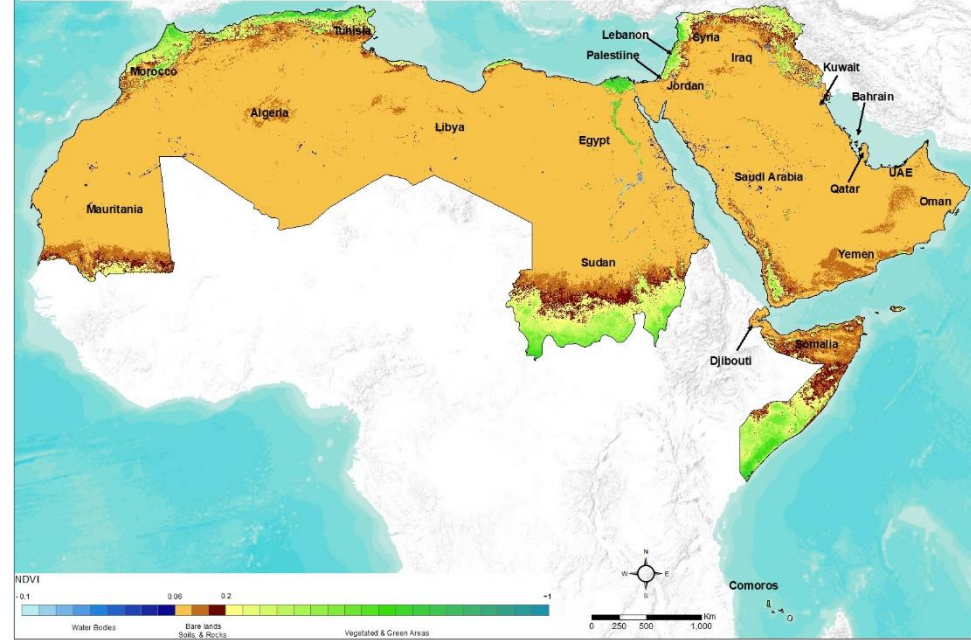 Tunisia
Morocco
Algeria
Libya
Egypt
Mauritania
Sudan
Lebanon
Palestiine
Syria
Iraq
Jordan
Kuwait
Bahrain
Saudi Arabia
Qatar
UAE
Oman
Yemen
Djibouti
Somalia
Comoros
N
W E
S
NDVI
- 0.1 0.06 0.2 +1
Water Bodies
Bare lands
Soils, & Rocks
Vegetated & Green Areas
Km
0 250 500 1,000